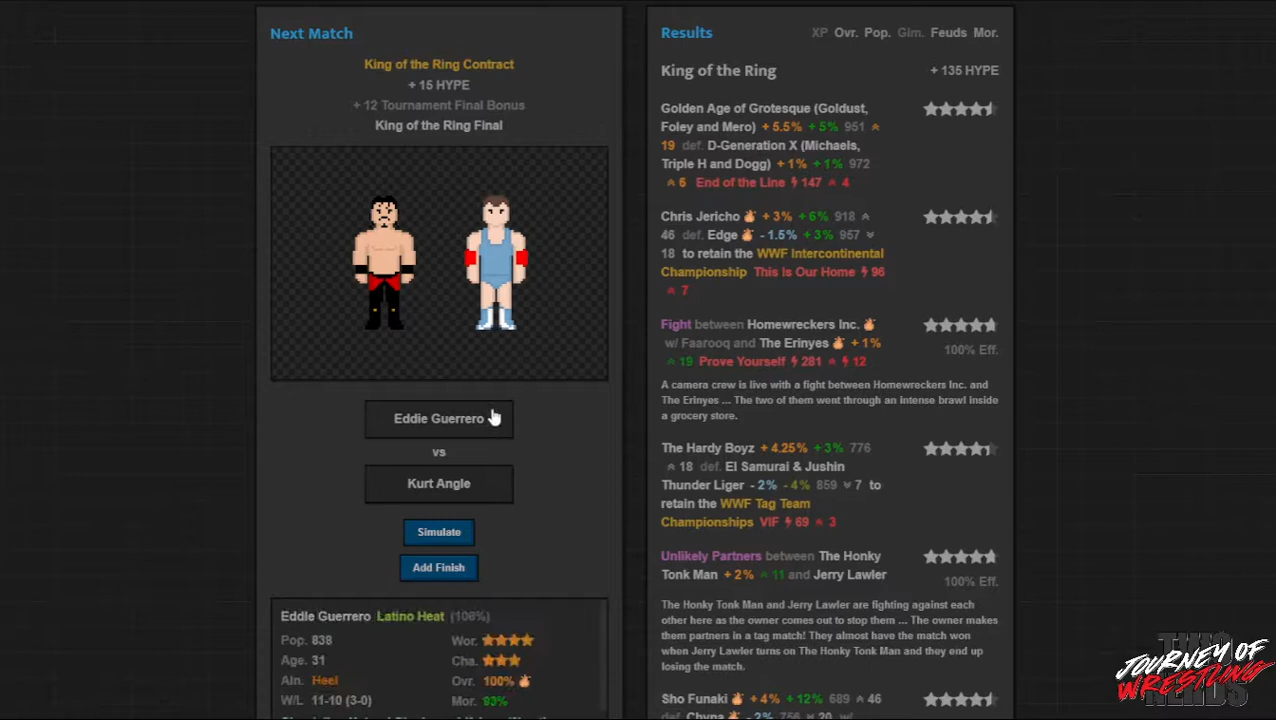 Next Match
King of the Ring Contract
+ 15 HYPE
+ 12 Tournament Final Bonus
King of the Ring Final
Eddie Guerrero
vs
Kurt Angle
Simulate
Add Finish
Eddie Guerrero Latino Heat (100%)
Pop. 838 Wor.
Age. 31 Cha.
Aln. Heel Ovr. 100%
W/L 11-10 (3-0) Mor. 93%
Results XP Ovr. Pop. Gim. Feuds Mor.
King of the Ring + 135 HYPE
Golden Age of Grotesque (Goldust,
Foley and Mero) + 5.5% + 5% 951
19 def. D-Generation X (Michaels,
Triple H and Dogg) + 1% + 1% 972
6 End of the Line 147 4
Chris Jericho + 3% + 6% 918
46 def. Edge - 1.5% + 3% 957
18 to retain the WWF Intercontinental
Championship This Is Our Home 96
7
Fight between Homewreckers Inc.
w/ Faarooq and The Erinyes + 1%
19 Prove Yourself 281 12
100% Eff.
A camera crew is live with a fight between Homewreckers Inc. and
The Erinyes ... The two of them went through an intense brawl inside
a grocery store.
The Hardy Boyz + 4.25% + 3% 776
18 def. El Samurai & Jushin
Thunder Liger - 2% - 4% 859 7 to
retain the WWF Tag Team
Championships VIF 69 3
Unlikely Partners between The Honky
Tonk Man + 2% 11 and Jerry Lawler
100% Eff.
The Honky Tonk Man and Jerry Lawler are fighting against each
other here as the owner comes out to stop them ... The owner makes
them partners in a tag match! They almost have the match won
when Jerry Lawler turns on The Honky Tonk Man and they end up
losing the match.
Sho Funaki + 4% + 12% 689 46
def. Chyna - 2% 756 20 w/
JOURNEY OF
WRESTLING